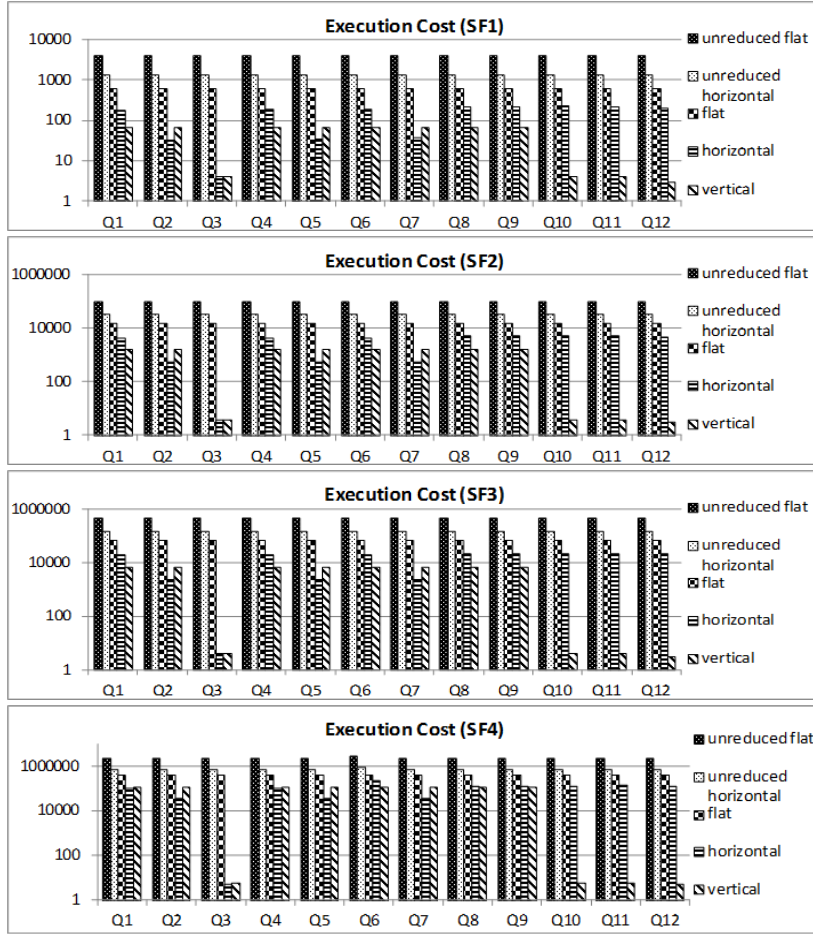 Execution Cost (SF1)
10000
1000
100
10
1
Q1 Q2 Q3 Q4 Q5 Q6 Q7 Q8 Q9 Q10 Q11 Q12
unreduced flat
unreduced
horizontal
flat
horizontal
vertical
Execution Cost (SF2)
1000000
10000
100
1
Q1 Q2 Q3 Q4 Q5 Q6 Q7 Q8 Q9 Q10 Q11 Q12
unreduced flat
unreduced
horizontal
flat
horizontal
vertical
Execution Cost (SF3)
1000000
10000
100
1
Q1 Q2 Q3 Q4 Q5 Q6 Q7 Q8 Q9 Q10 Q11 Q12
unreduced flat
unreduced
horizontal
flat
horizontal
vertical
Execution Cost (SF4)
1000000
10000
100
1
Q1 Q2 Q3 Q4 Q5 Q6 Q7 Q8 Q9 Q10 Q11 Q12
unreduced flat
unreduced
horizontal
flat
horizontal
vertical